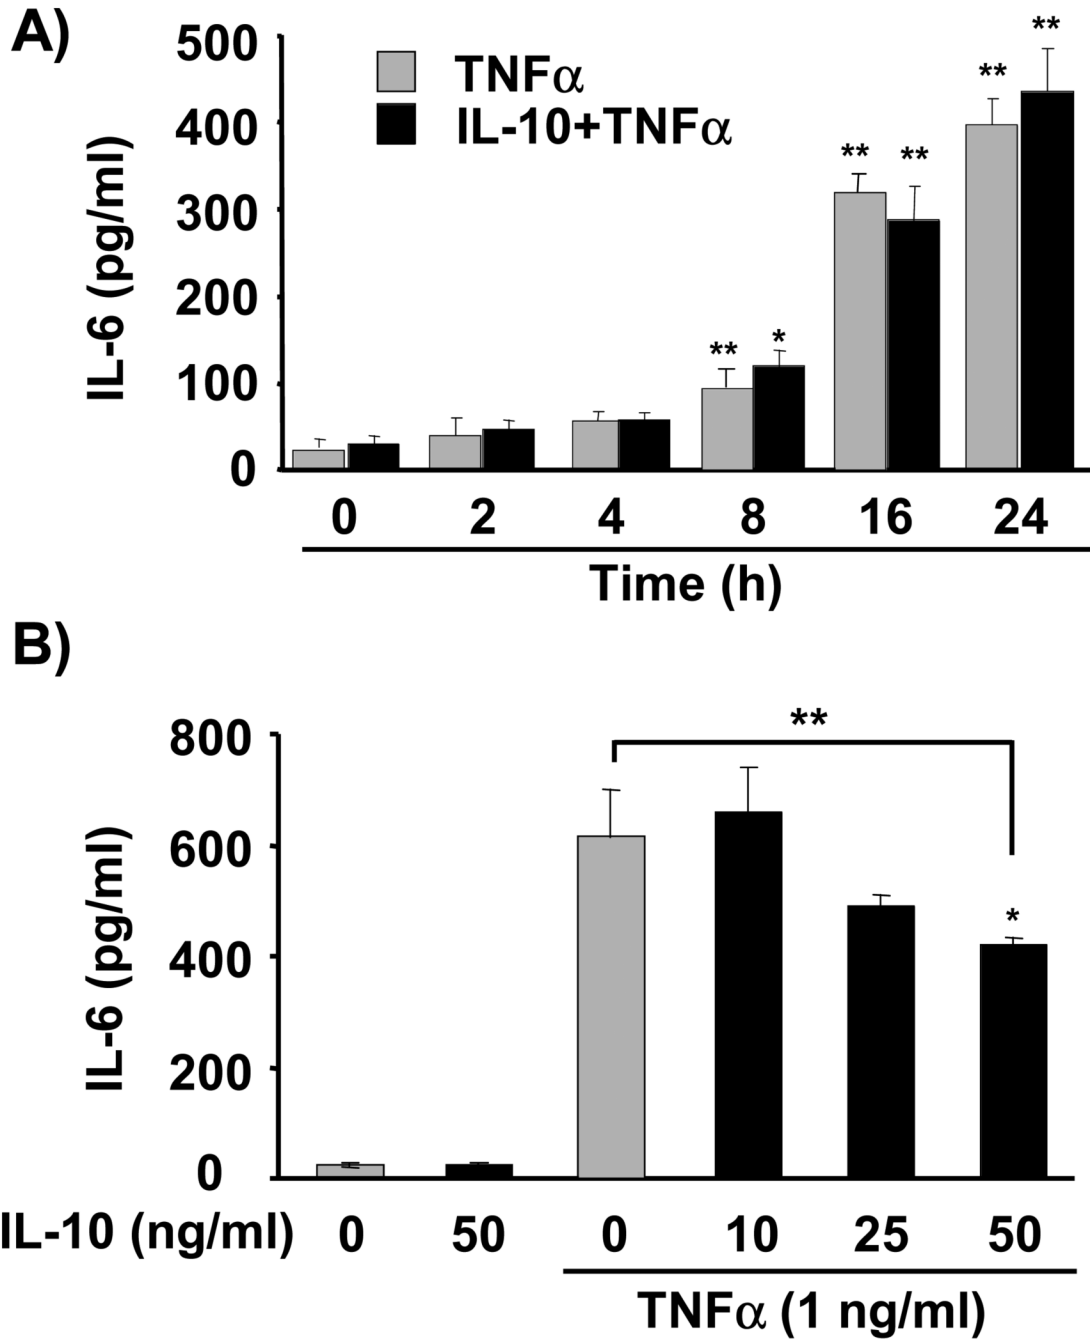 A)
500
400
300
200
100
0
IL-6 (pg/ml)
TNFα
IL-10+TNFα
**
*
**
**
**
**
0 2 4 8 16 24
Time (h)
B)
800
600
400
200
0
IL-6 (pg/ml)
**
*
IL-10 (ng/ml) 0 50 0 10 25 50
TNFα (1 ng/ml)